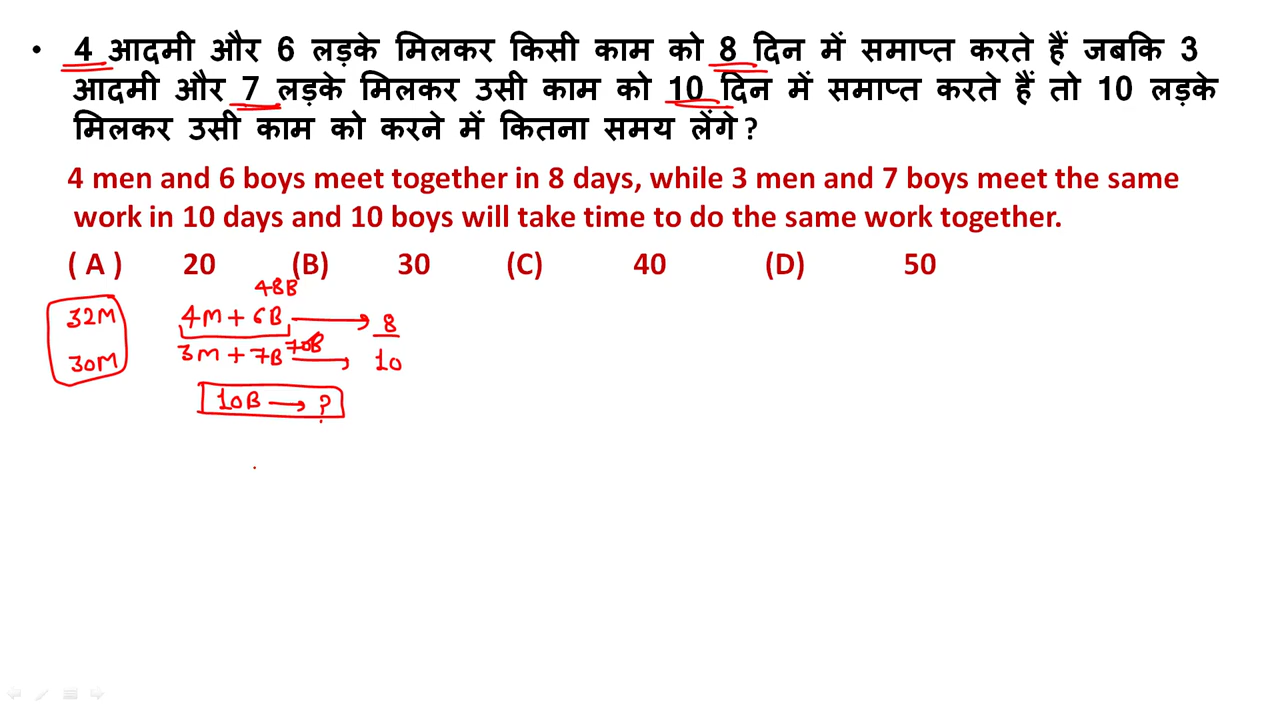 • 4 आदमी और 6 लड़के मिलकर किसी काम को 8 दिन में समाप्त करते हैं जबकि 3
आदमी और 7 लड़के मिलकर उसी काम को 10 दिन में समाप्त करते हैं तो 10 लड़के
मिलकर उसी काम को करने में कितना समय लेंगे ?
4 men and 6 boys meet together in 8 days, while 3 men and 7 boys meet the same
work in 10 days and 10 boys will take time to do the same work together.
( A ) 20 (B) 30 (C) 40 (D) 50
48B
32M 4M + 6B → 8
30M 3M + 7B 70B → 10
10B → ?